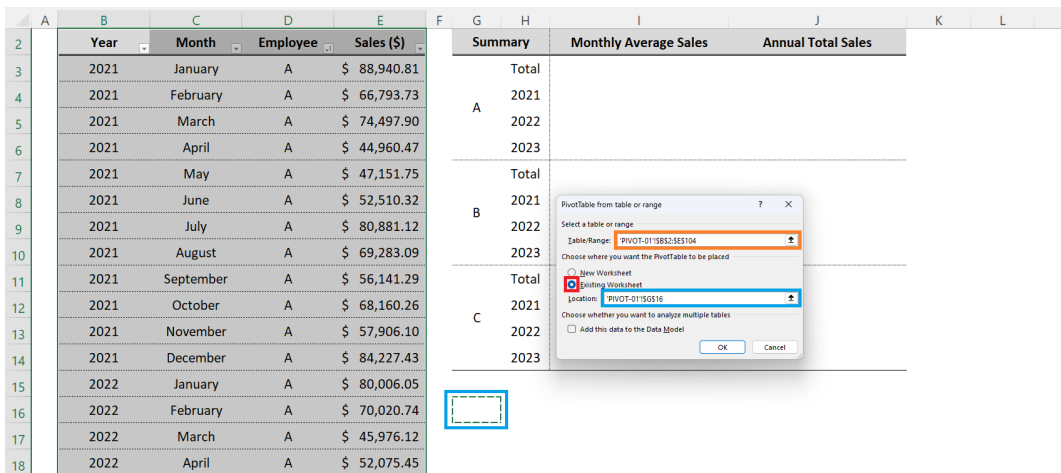 A B C D E F G H I J K L
2 Year Month Employee Sales ($) Summary Monthly Average Sales Annual Total Sales
3 2021 January A $ 88,940.81 Total
4 2021 February A $ 66,793.73 2021
A
5 2021 March A $ 74,497.90 2022
6 2021 April A $ 44,960.47 2023
7 2021 May A $ 47,151.75 Total
8 2021 June A $ 52,510.32 2021
B
9 2021 July A $ 80,881.12 2022
10 2021 August A $ 69,283.09 2023
11 2021 September A $ 56,141.29 Total
12 2021 October A $ 68,160.26 2021
C
13 2021 November A $ 57,906.10 2022
14 2021 December A $ 84,227.43 2023
15 2022 January A $ 80,006.05
16 2022 February A $ 70,020.74
17 2022 March A $ 45,976.12
18 2022 April A $ 52,075.45
PivotTable from table or range ? ×
Select a table or range
Table/Range: 'PIVOT-01'!$B$2:$E$104
Choose where you want the PivotTable to be placed
New Worksheet
Existing Worksheet
Location: 'PIVOT-01'!$G$16
Choose whether you want to analyze multiple tables
Add this data to the Data Model
OK Cancel